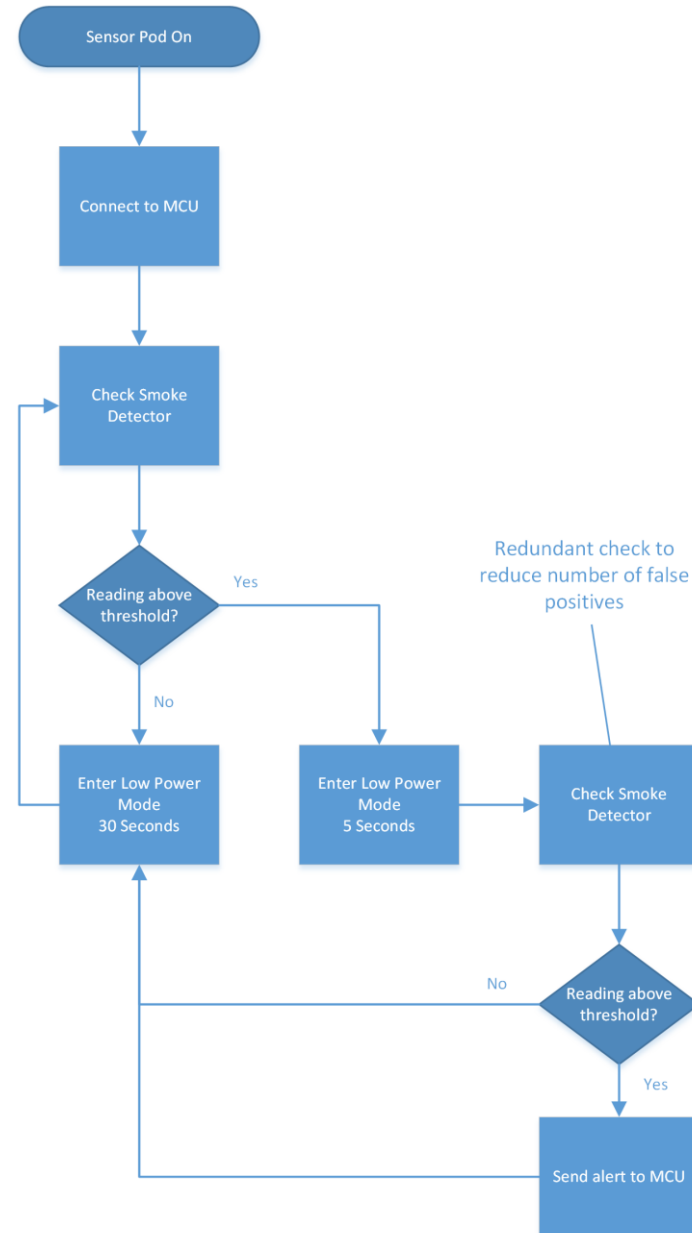 Sensor Pod On
Connect to MCU
Check Smoke
Detector
Reading above
threshold?
Yes
No
Redundant check to
reduce number of false
positives
Enter Low Power
Mode
30 Seconds
Enter Low Power
Mode
5 Seconds
Check Smoke
Detector
Reading above
threshold?
No
Yes
Send alert to MCU